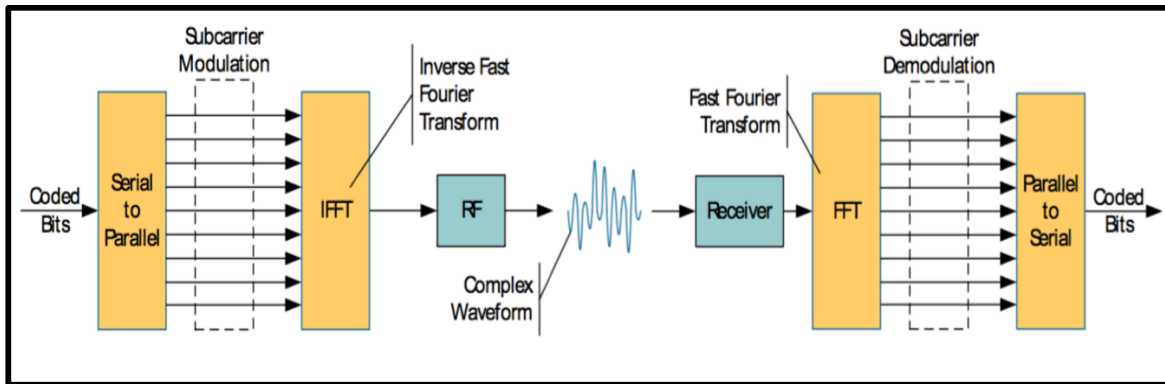 Subcarrier
Modulation
Inverse Fast
Fourier
Transform
Subcarrier
Demodulation
Fast Fourier
Transform
Coded
Bits
Serial
to
Parallel
IFFT
RF
Receiver
FFT
Parallel
to
Serial
Coded
Bits
Complex
Waveform